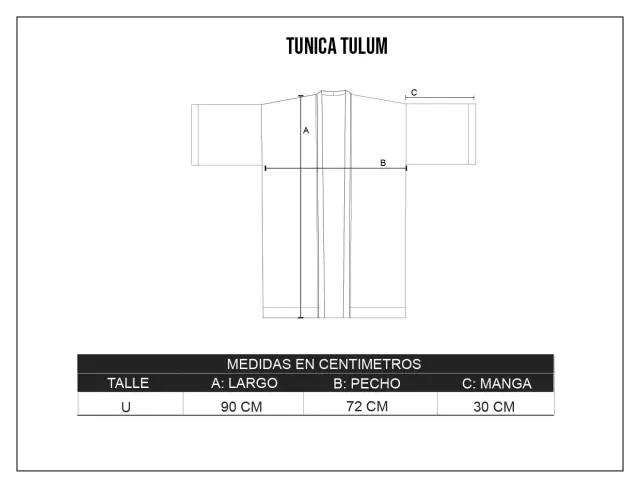 TUNICA TULUM
C
A
B
MEDIDAS EN CENTIMETROS
TALLE A: LARGO B: PECHO C: MANGA
U 90 CM 72 CM 30 CM